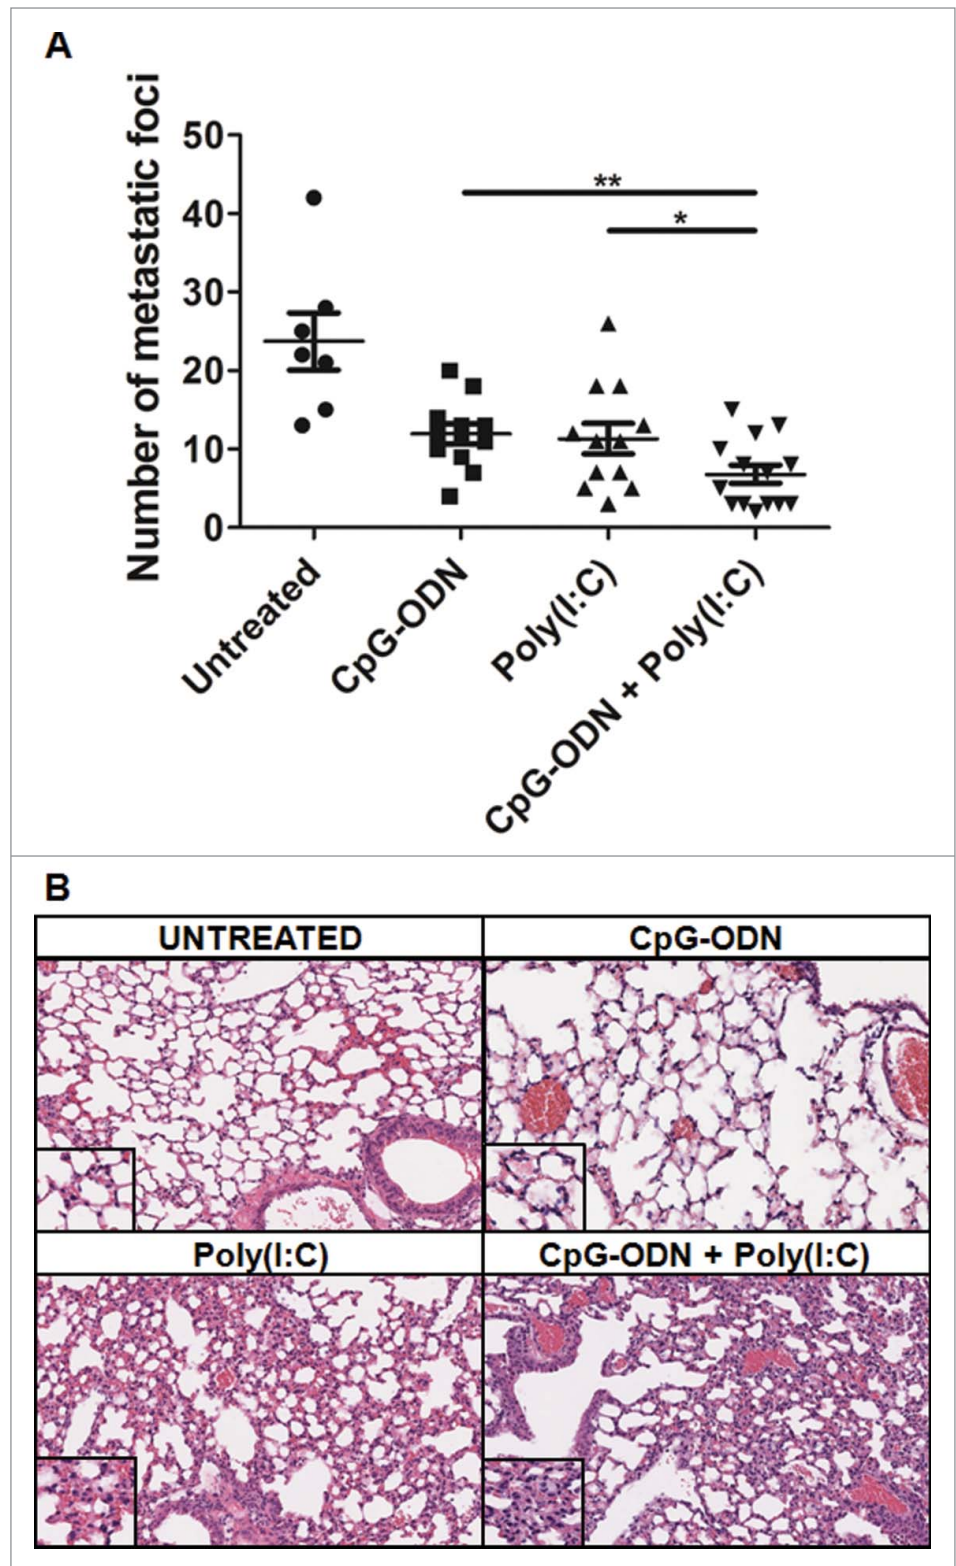 A
Number of metastatic foci
50
40
30
20
10
0
**
*
Untreated
CpG-ODN
Poly(I:C)
CpG-ODN + Poly(I:C)
B
UNTREATED
CpG-ODN
Poly(I:C)
CpG-ODN + Poly(I:C)